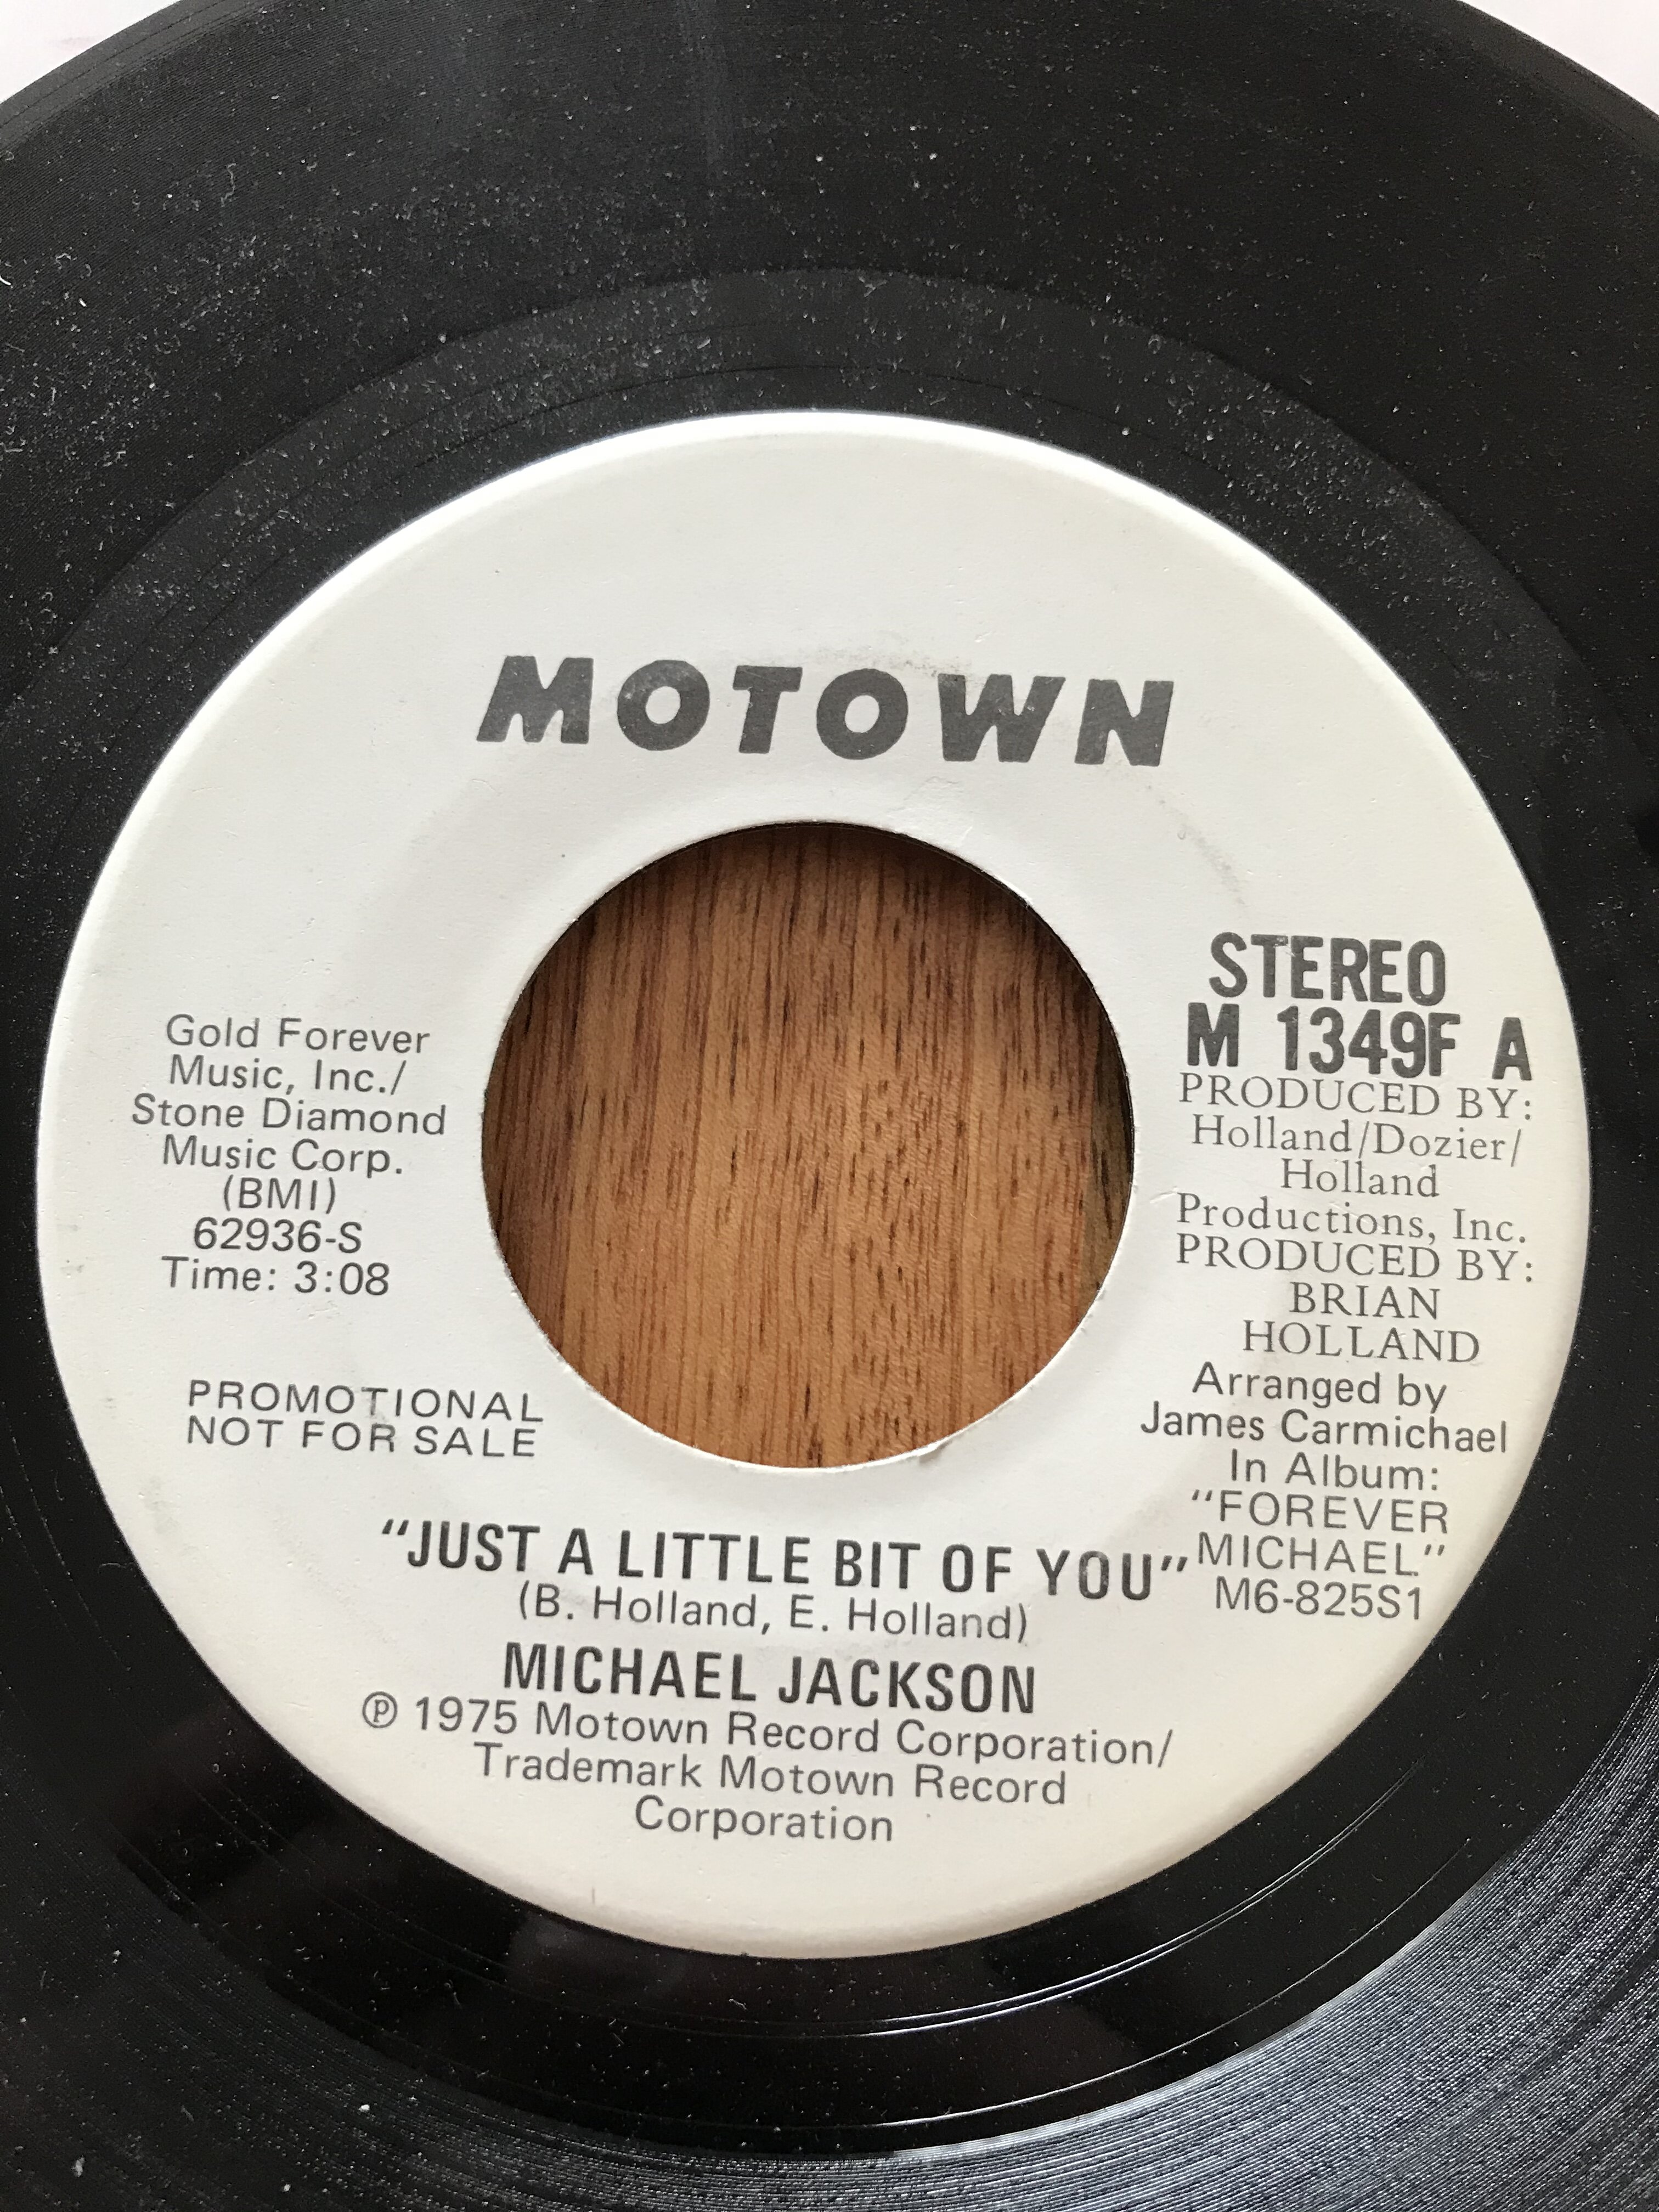 MOTOWN
Gold Forever
Music, Inc./
Stone Diamond
Music Corp.
(BMI)
62936-S
Time: 3:08
PROMOTIONAL
NOT FOR SALE
STEREO
M 1349F A
PRODUCED BY:
Holland/Dozier/
Holland
Productions, Inc.
PRODUCED BY:
BRIAN
HOLLAND
Arranged by
James Carmichael
In Album:
"FOREVER
MICHAEL"
M6-825S1
"JUST A LITTLE BIT OF YOU"
(B. Holland, E. Holland)
MICHAEL JACKSON
℗ 1975 Motown Record Corporation/
Trademark Motown Record
Corporation